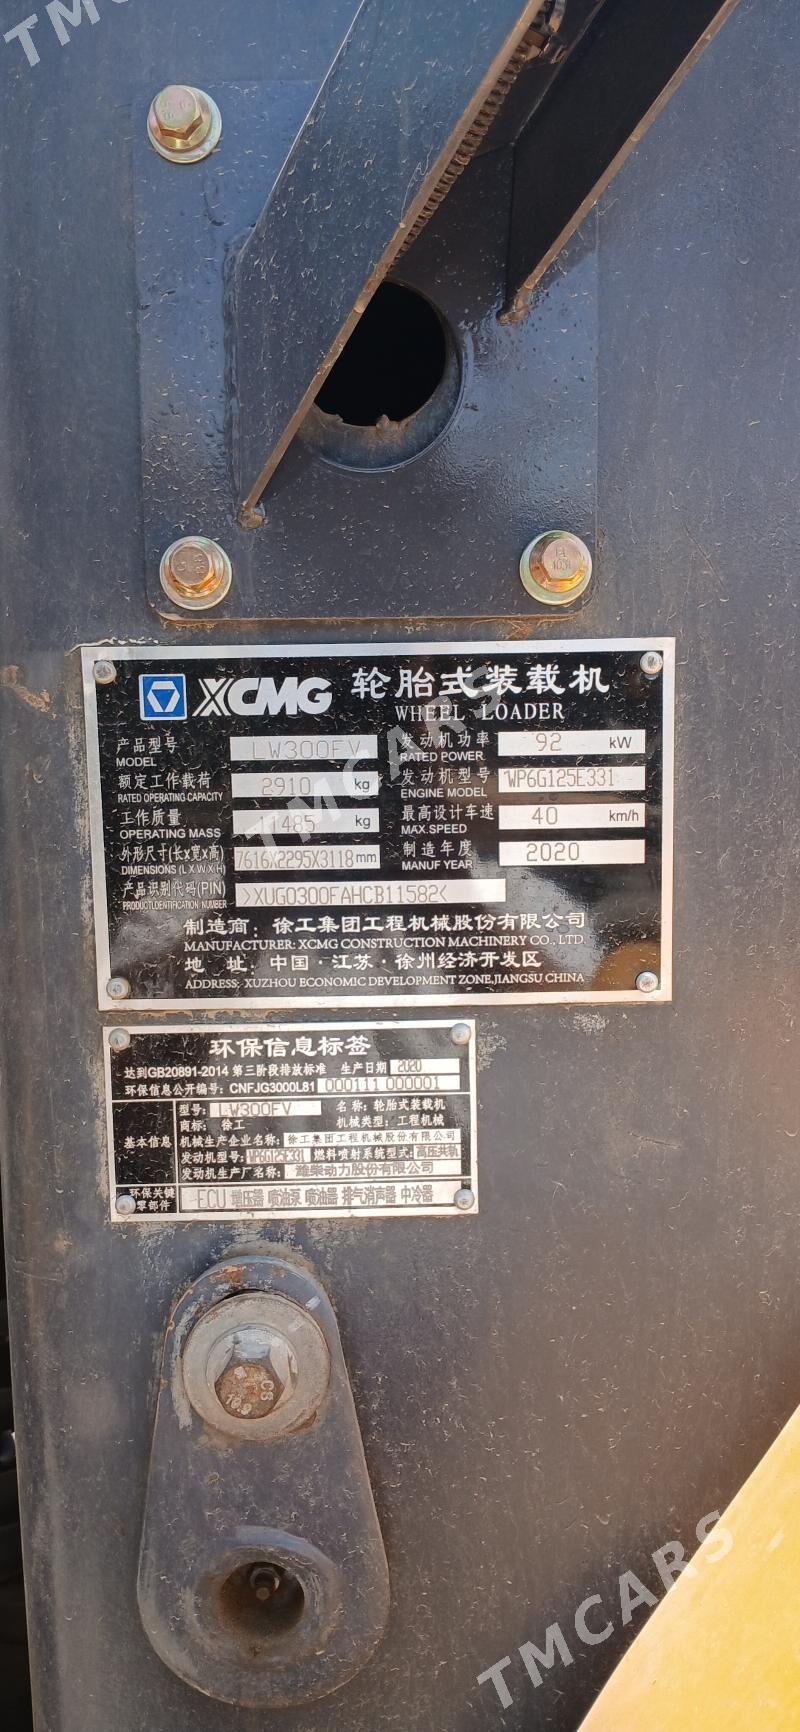 TMCARS
XCMG 轮胎式装载机
WHEEL LOADER
产品型号 LW300FV 发动机功率 92 kW
MODEL RATED POWER
额定工作载荷 2910 kg 发动机型号 WP6G125E331
RATED OPERATING CAPACITY ENGINE MODEL
工作质量 11485 kg 最高设计车速 40 km/h
OPERATING MASS MAX.SPEED
外形尺寸(长x宽x高) 7616X2295X3118 mm 制造年度 2020
DIMENSIONS (L X W X H) MANUF YEAR
产品识别代码(PIN) >XUG0300FAHCB11582<
PRODUCTLDENTIFICATION NUMBER
制造商: 徐工集团工程机械股份有限公司
MANUFACTURER: XCMG CONSTRUCTION MACHINERY CO., LTD.
地 址: 中国·江苏·徐州经济开发区
ADDRESS: XUZHOU ECONOMIC DEVELOPMENT ZONE,JIANGSU CHINA
TMCARS
环保信息标签
达到GB20891-2014 第三阶段排放标准 生产日期 2020
环保信息公开编号: CNFJG3000L81 000111 000001
基本信息
型号: LW300FV 名称: 轮胎式装载机
商标: 徐工 机械类型: 工程机械
机械生产企业名称: 徐工集团工程机械股份有限公司
发动机型号: WP6G125E331 燃料喷射系统型式: 高压共轨
发动机生产厂名称: 潍柴动力股份有限公司
环保关键零部件 ECU 增压器 喷油泵 喷油器 排气消声器 中冷器
10.9
TMCARS